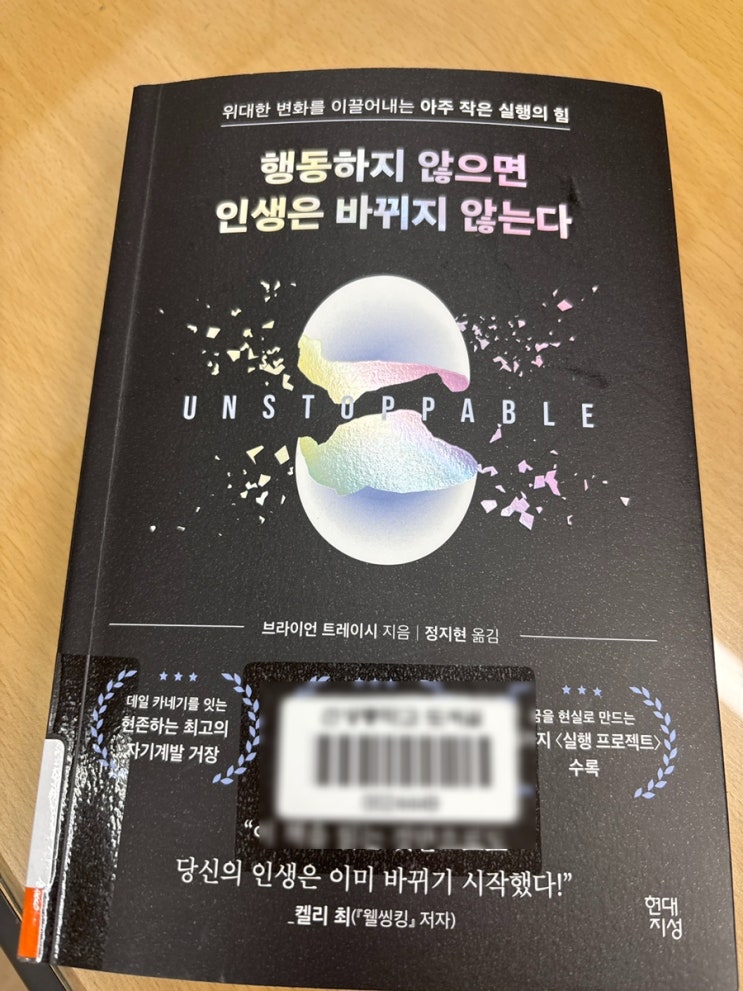 위대한 변화를 이끌어내는 아주 작은 실행의 힘
행동하지 않으면
인생은 바뀌지 않는다
UNSTOPPABLE
브라이언 트레이시 지음 | 정지현 옮김
데일 카네기를 잇는
현존하는 최고의
자기계발 거장
현실로 만드는
<실행 프로젝트>
수록
당신의 인생은 이미 바뀌기 시작했다!”
_켈리 최(『웰씽킹』 저자)
현대
지성